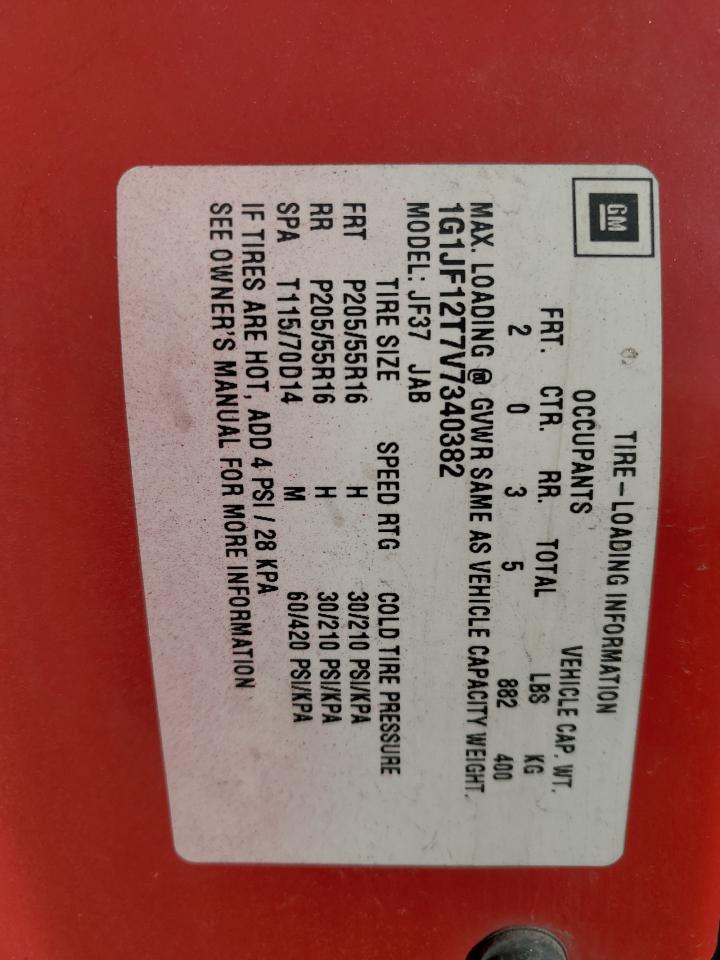 GM
TIRE-LOADING INFORMATION
OCCUPANTS VEHICLE CAP. WT.
FRT. CTR. RR. TOTAL LBS KG
2 0 3 5 882 400
MAX. LOADING @ GVWR SAME AS VEHICLE CAPACITY WEIGHT.
1G1JF12T7V7340382
MODEL: JF37 JAB
TIRE SIZE SPEED RTG COLD TIRE PRESSURE
FRT P205/55R16 H 30/210 PSI/KPA
RR P205/55R16 H 30/210 PSI/KPA
SPA T115/70D14 M 60/420 PSI/KPA
IF TIRES ARE HOT, ADD 4 PSI / 28 KPA
SEE OWNER'S MANUAL FOR MORE INFORMATION